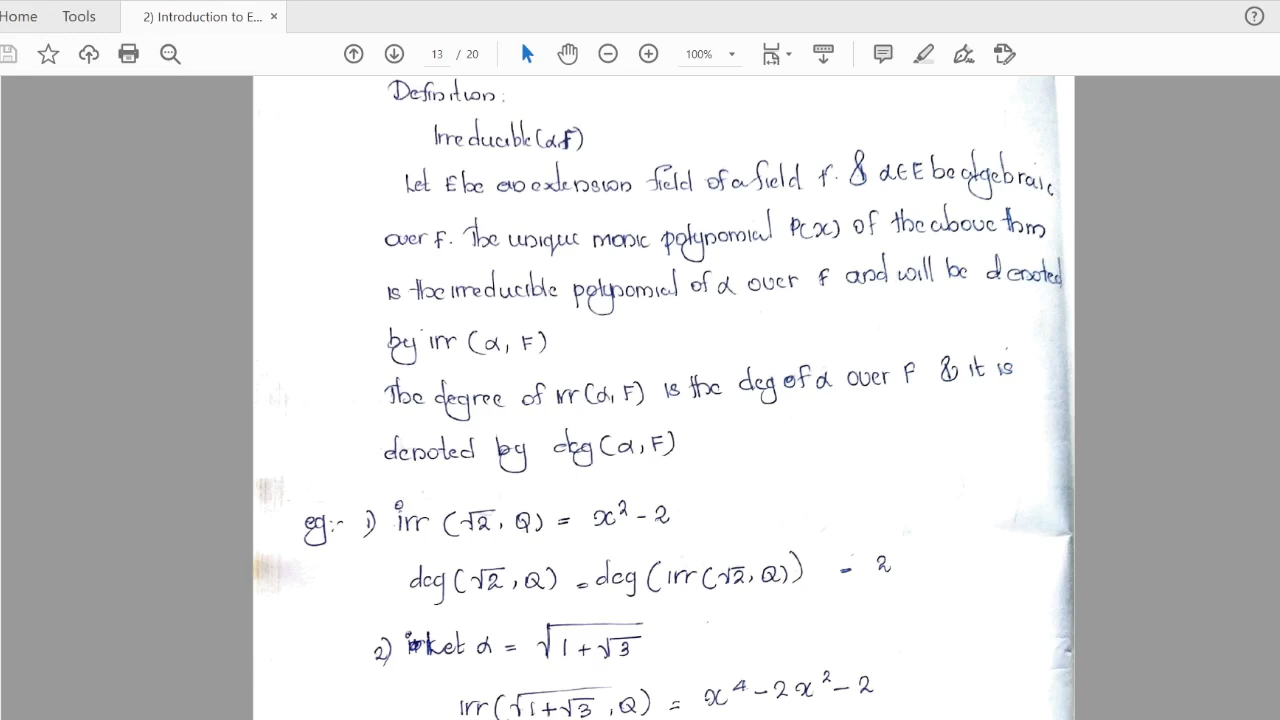 Home
Tools
2) Introduction to E... ×
13 / 20
100%
Definition:
Irreducible (α,F)
Let E be an extension field of a field F. & α∈E be algebraic
over F. The unique monic polynomial P(x) of the above thm
is the irreducible polynomial of α over F and will be denoted
by irr (α, F)
The degree of irr(α, F) is the deg of α over F & it is
denoted by deg(α, F)
eg:- 1) irr (√2, Q) = x² - 2
deg(√2, Q) = deg(irr(√2, Q)) = 2
2) Let α = √(1 + √3)
irr(√(1+√3), Q) = x⁴ - 2x² - 2